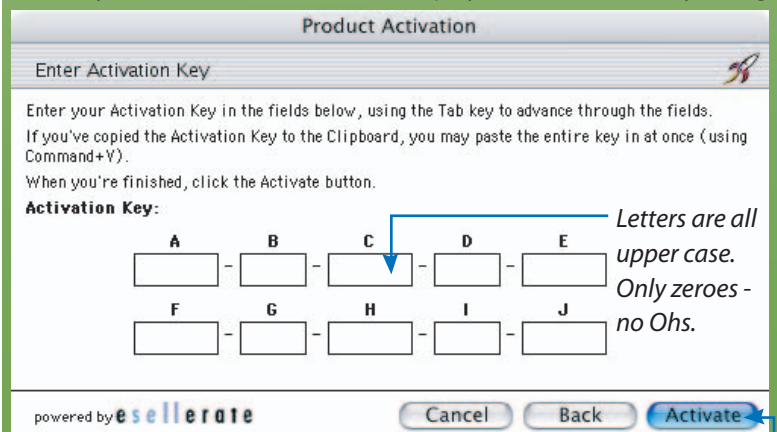 Product Activation
Enter Activation Key
Enter your Activation Key in the fields below, using the Tab key to advance through the fields.
If you've copied the Activation Key to the Clipboard, you may paste the entire key in at once (using
Command+V).
When you're finished, click the Activate button.
Activation Key:
A B C D E
- - - -
F G H I J
- - - -
Letters are all
upper case.
Only zeroes -
no Ohs.
powered by esellerate
Cancel Back Activate